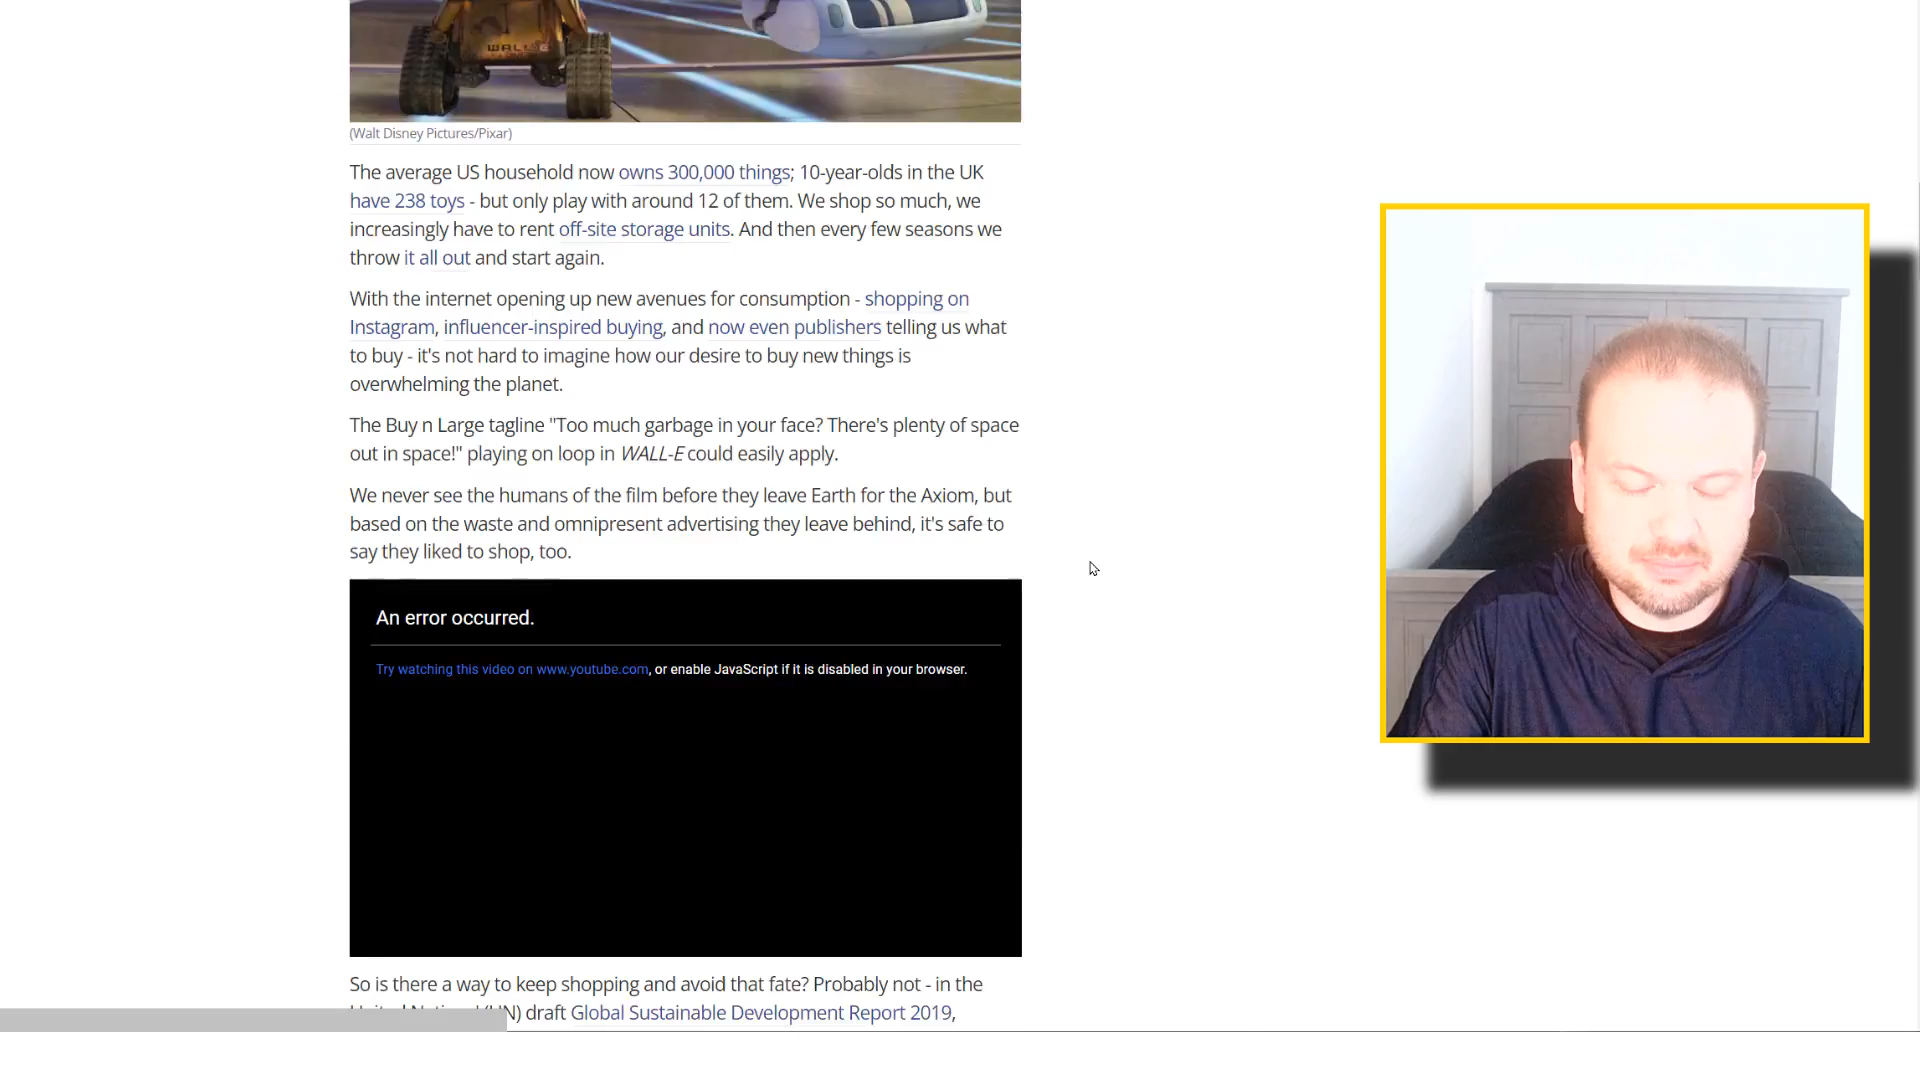 WALL-E
(Walt Disney Pictures/Pixar)
The average US household now owns 300,000 things; 10-year-olds in the UK
have 238 toys - but only play with around 12 of them. We shop so much, we
increasingly have to rent off-site storage units. And then every few seasons we
throw it all out and start again.
With the internet opening up new avenues for consumption - shopping on
Instagram, influencer-inspired buying, and now even publishers telling us what
to buy - it's not hard to imagine how our desire to buy new things is
overwhelming the planet.
The Buy n Large tagline "Too much garbage in your face? There's plenty of space
out in space!" playing on loop in WALL-E could easily apply.
We never see the humans of the film before they leave Earth for the Axiom, but
based on the waste and omnipresent advertising they leave behind, it's safe to
say they liked to shop, too.
An error occurred.
Try watching this video on www.youtube.com, or enable JavaScript if it is disabled in your browser.
So is there a way to keep shopping and avoid that fate? Probably not - in the
draft Global Sustainable Development Report 2019,